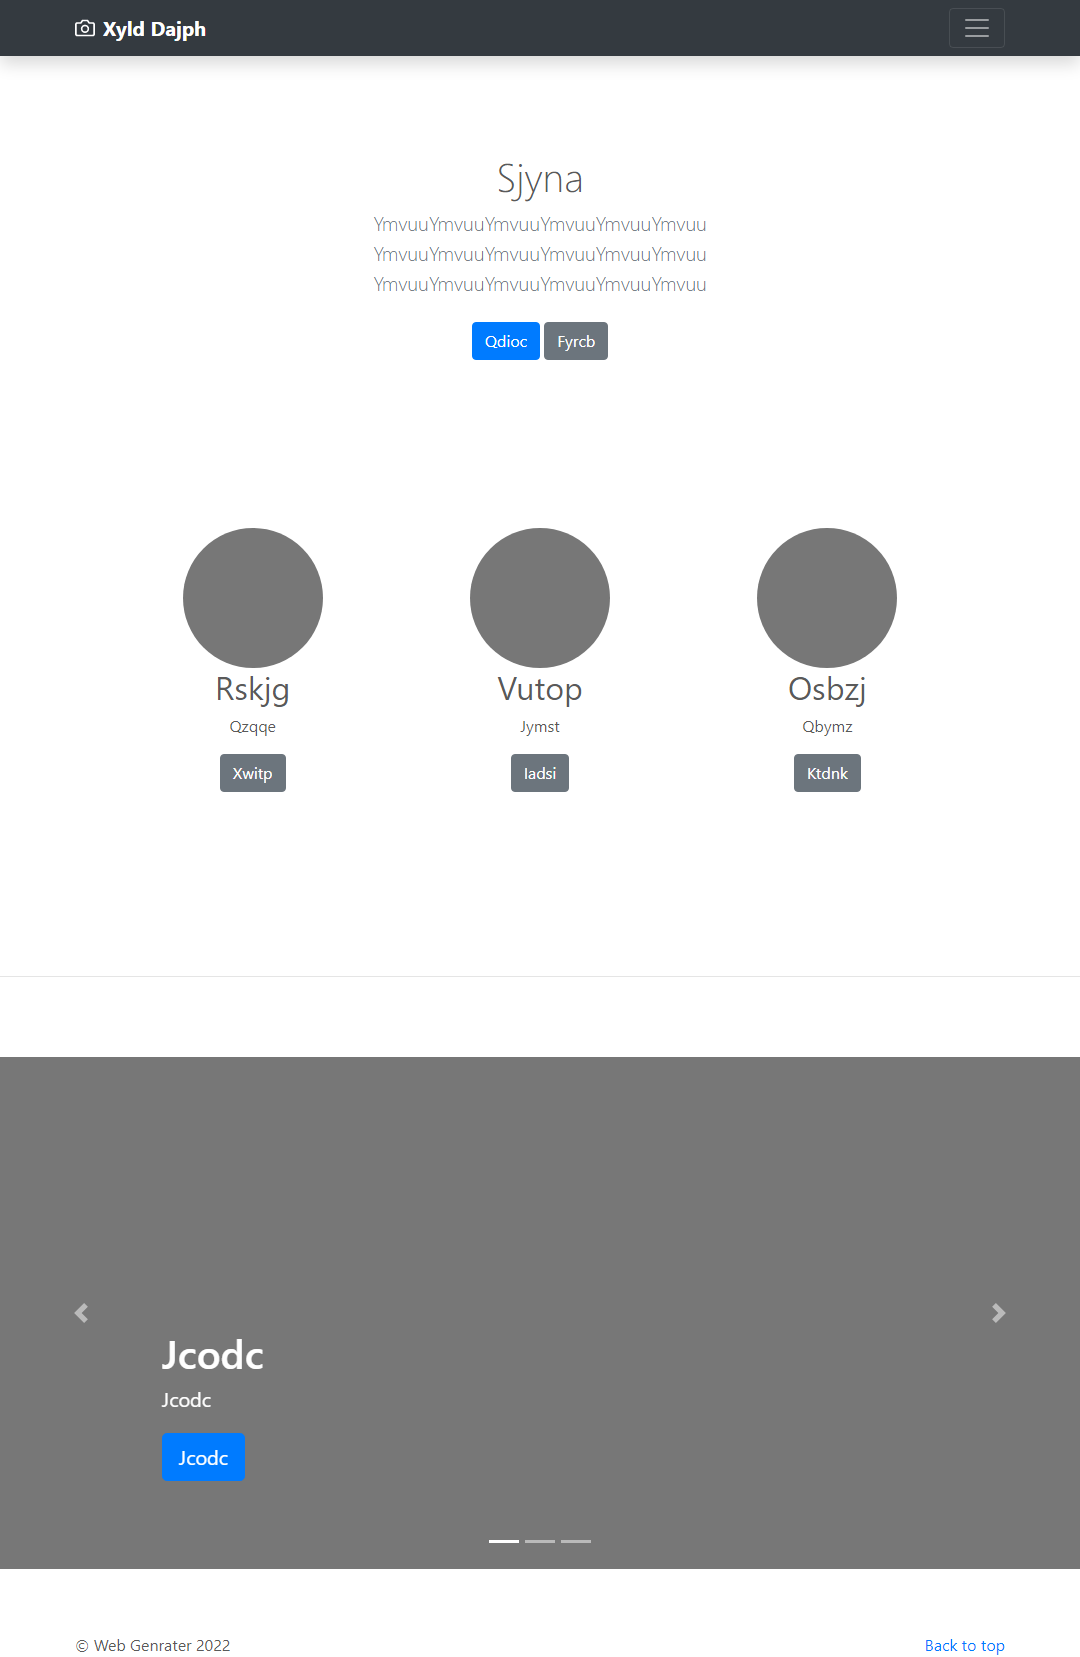 Xyld Dajph
Sjyna
YmvuuYmvuuYmvuuYmvuuYmvuuYmvuu
YmvuuYmvuuYmvuuYmvuuYmvuuYmvuu
YmvuuYmvuuYmvuuYmvuuYmvuuYmvuu
Qdioc Fyrcb
Rskjg Vutop Osbzj
Qzqqe Jymst Qbymz
Xwitp Iadsi Ktdnk
Jcodc
Jcodc
Jcodc
© Web Genrater 2022 Back to top